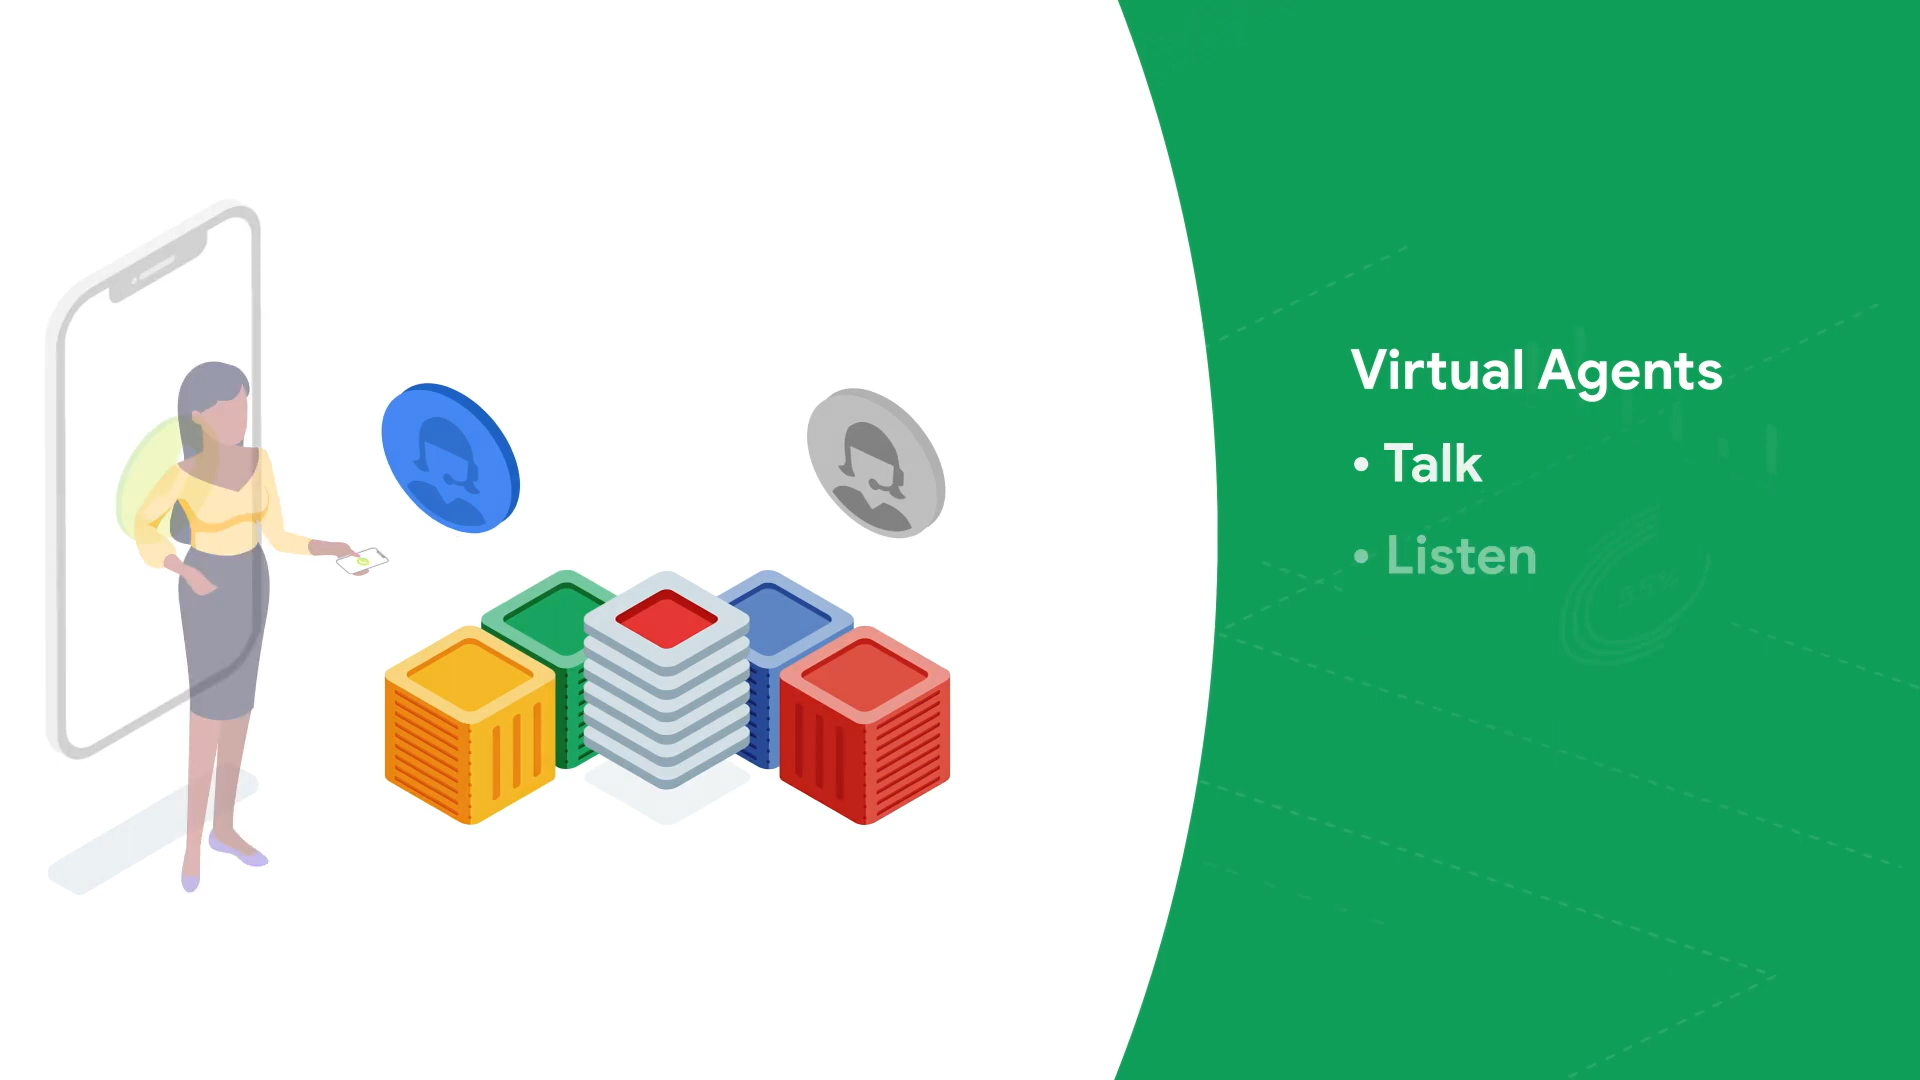 Virtual Agents
• Talk
• Listen